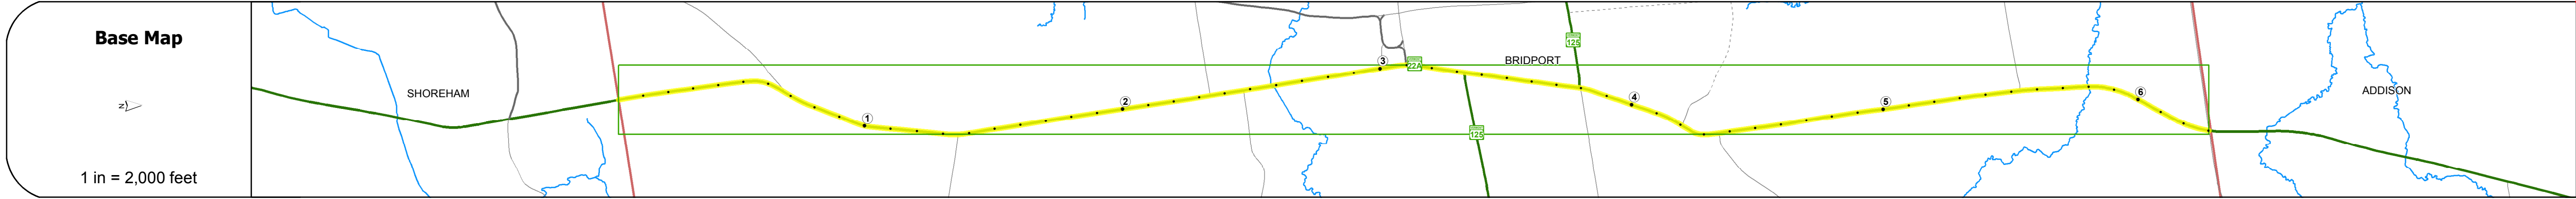 Base Map
N
1 in = 2,000 feet
SHOREHAM
1
2
3
22A
125
BRIDPORT
125
4
5
6
ADDISON